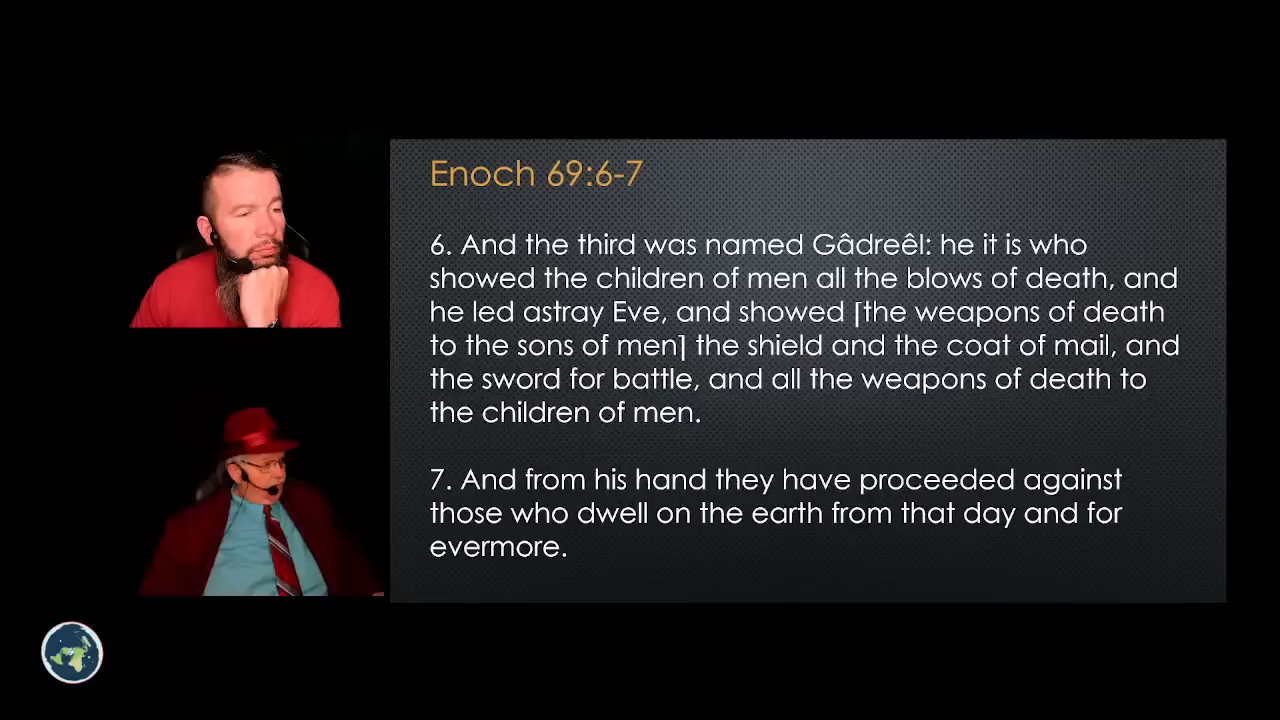 Enoch 69:6-7
6. And the third was named Gâdreêl: he it is who
showed the children of men all the blows of death, and
he led astray Eve, and showed ⌈the weapons of death
to the sons of men⌉ the shield and the coat of mail, and
the sword for battle, and all the weapons of death to
the children of men.
7. And from his hand they have proceeded against
those who dwell on the earth from that day and for
evermore.